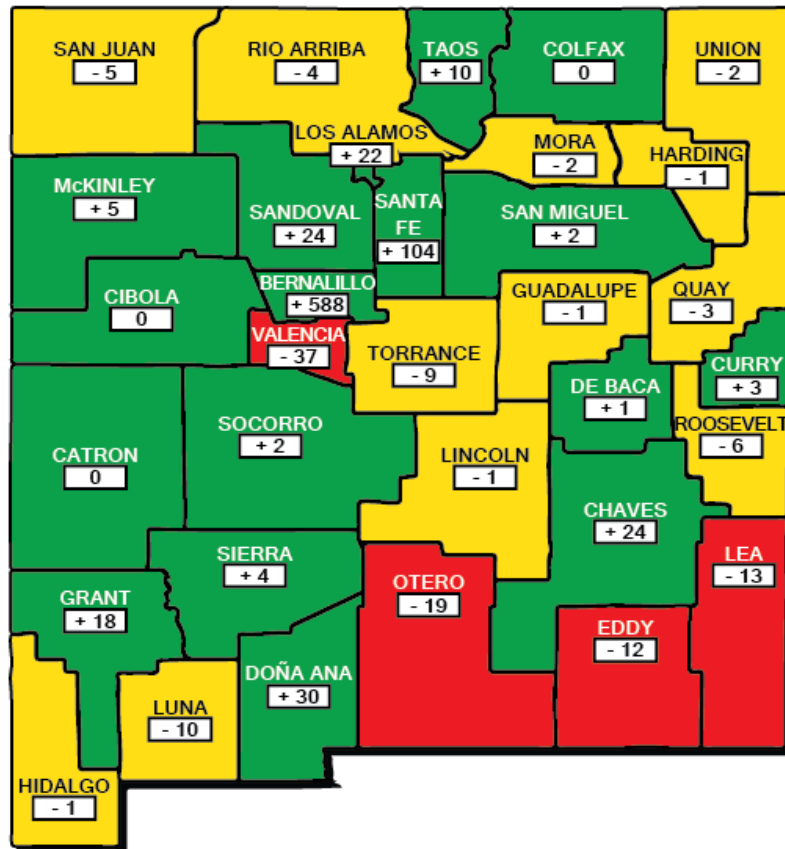 SAN JUAN
- 5
RIO ARRIBA
- 4
TAOS
+ 10
COLFAX
0
UNION
- 2
LOS ALAMOS
+ 22
MORA
- 2
HARDING
- 1
McKINLEY
+ 5
SANDOVAL
+ 24
SANTA
FE
+ 104
SAN MIGUEL
+ 2
BERNALILLO
+ 588
CIBOLA
0
GUADALUPE
- 1
QUAY
- 3
VALENCIA
- 37
TORRANCE
- 9
CURRY
+ 3
DE BACA
+ 1
SOCORRO
+ 2
ROOSEVELT
- 6
CATRON
0
LINCOLN
- 1
CHAVES
+ 24
SIERRA
+ 4
LEA
- 13
OTERO
- 19
GRANT
+ 18
EDDY
- 12
DOÑA ANA
+ 30
LUNA
- 10
HIDALGO
- 1